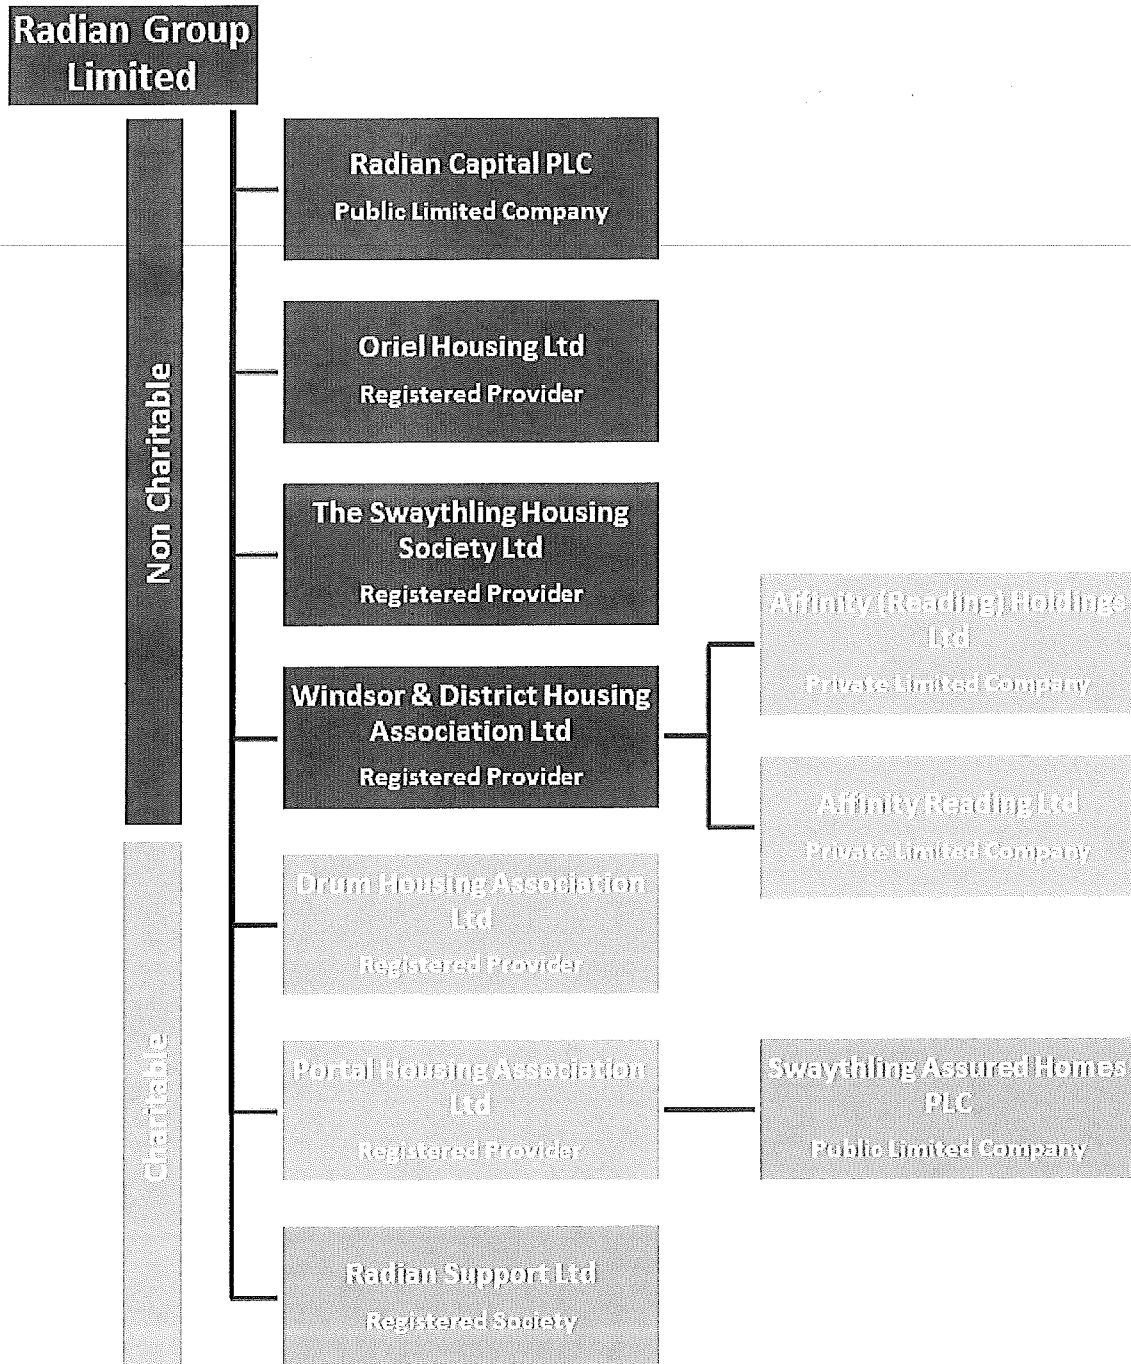 Radian Group
Limited
Non Charitable
Radian Capital PLC
Public Limited Company
Oriel Housing Ltd
Registered Provider
The Swaythling Housing
Society Ltd
Registered Provider
Windsor & District Housing
Association Ltd
Registered Provider
Affinity (Reading) Holdings
Ltd
Private Limited Company
Affinity Reading Ltd
Private Limited Company
Charitable
Drum Housing Association
Ltd
Registered Provider
Portal Housing Association
Ltd
Registered Provider
Swaythling Assured Homes
PLC
Public Limited Company
Radian Support Ltd
Registered Society